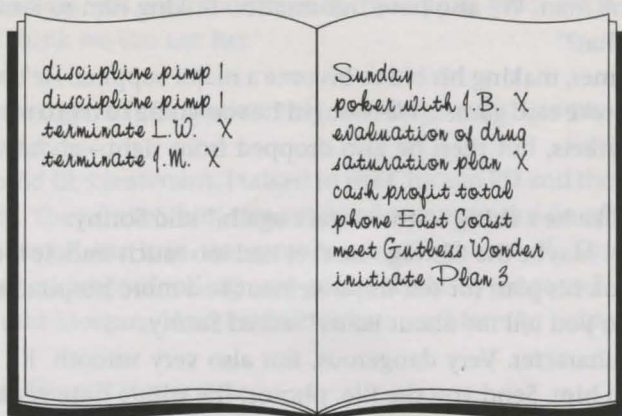 discipline pimp !
discipline pimp !
terminate L.W. X
terminate J.M. X
Sunday
poker with J.B. X
evaluation of drug
saturation plan X
cash profit total
phone East Coast
meet Gutless Wonder
initiate Plan 3